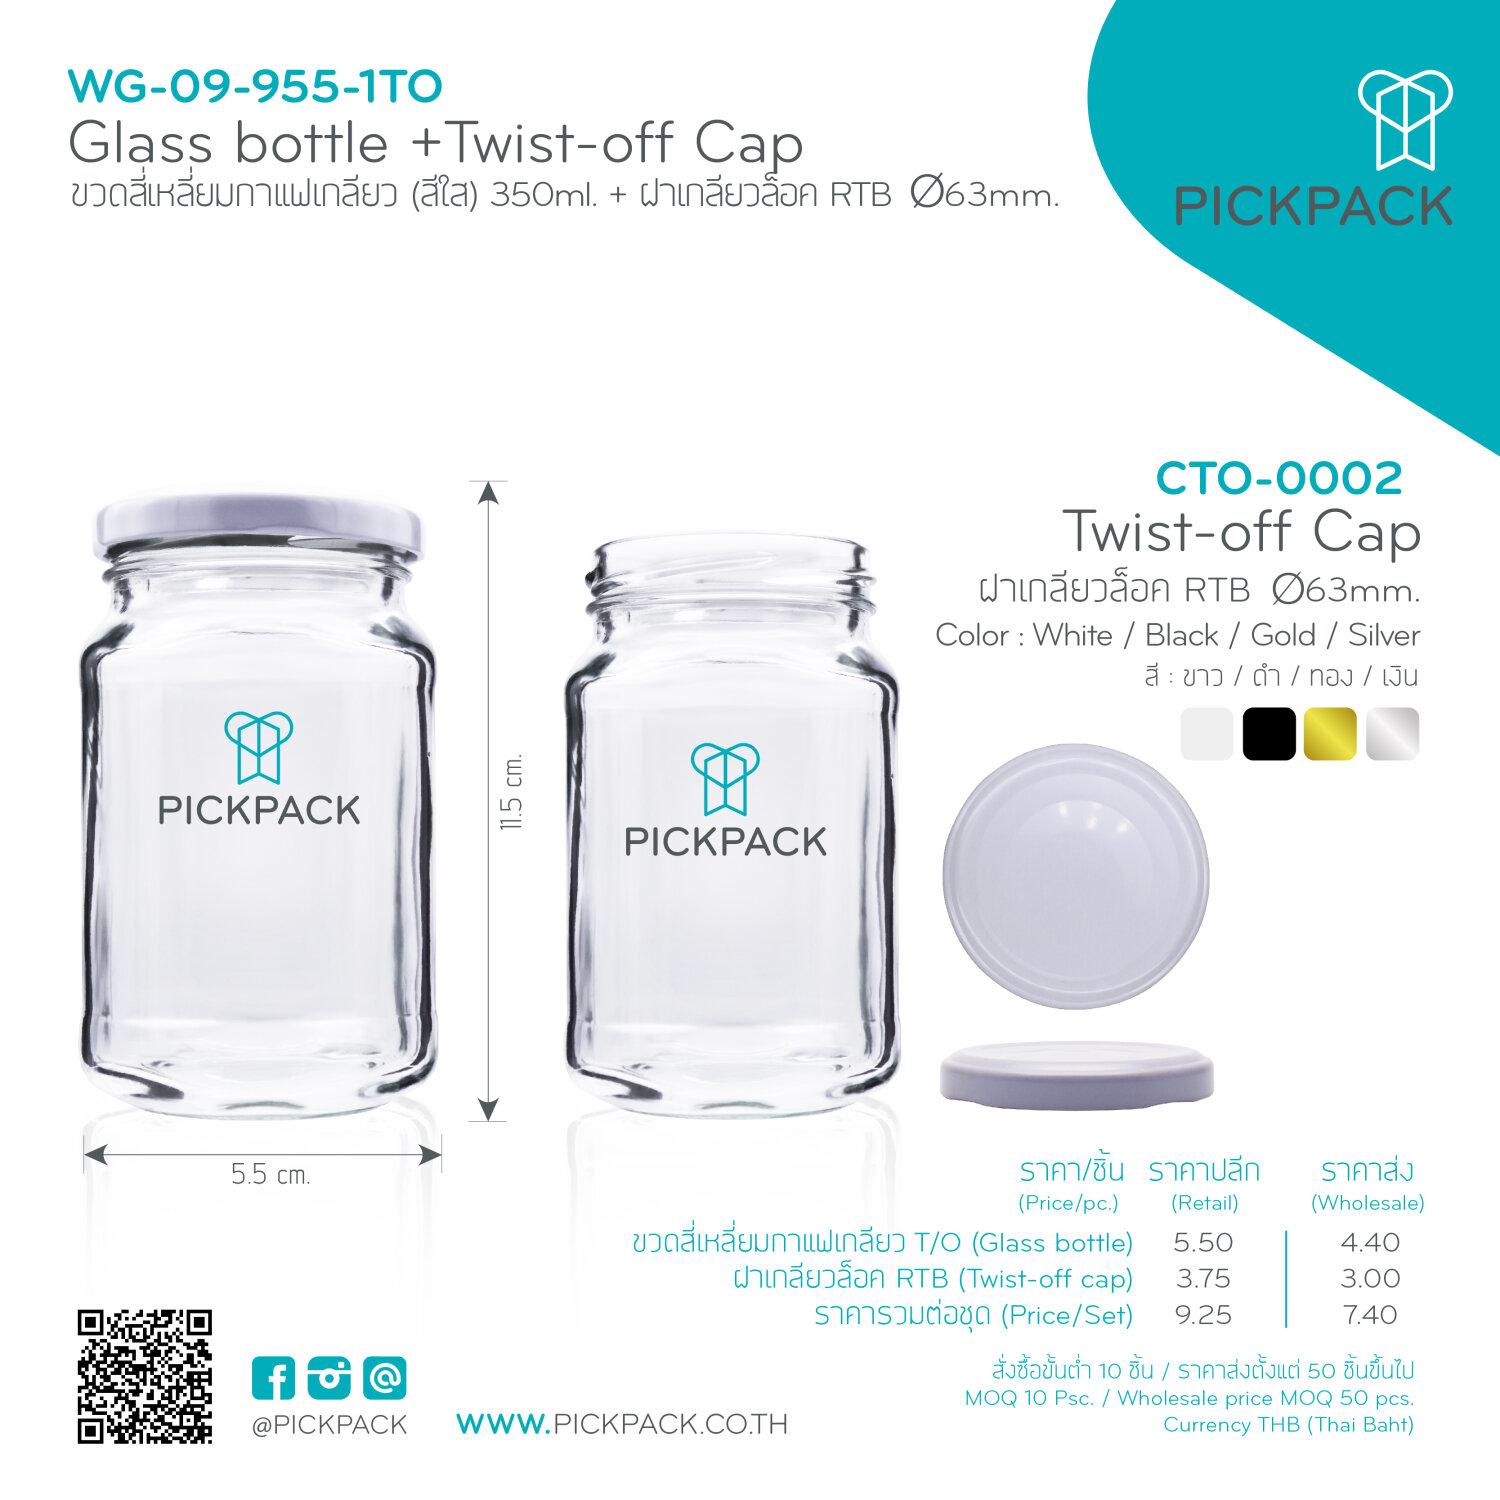 WG-09-955-1TO
Glass bottle +Twist-off Cap
ขวดสี่เหลี่ยมกาแฟเกลียว (สีใส) 350ml. + ฝาเกลียวล็อค RTB Ø63mm.
PICKPACK
CTO-0002
Twist-off Cap
ฝาเกลียวล็อค RTB Ø63mm.
Color : White / Black / Gold / Silver
สี : ขาว / ดำ / ทอง / เงิน
PICKPACK
PICKPACK
11.5 cm.
5.5 cm.
ราคา/ชิ้น ราคาปลีก ราคาส่ง
(Price/pc.) (Retail) (Wholesale)
ขวดสี่เหลี่ยมกาแฟเกลียว T/O (Glass bottle) 5.50 4.40
ฝาเกลียวล็อค RTB (Twist-off cap) 3.75 3.00
ราคารวมต่อชุด (Price/Set) 9.25 7.40
สั่งซื้อขั้นต่ำ 10 ชิ้น / ราคาส่งตั้งแต่ 50 ชิ้นขึ้นไป
MOQ 10 Psc. / Wholesale price MOQ 50 pcs.
Currency THB (Thai Baht)
@PICKPACK
WWW.PICKPACK.CO.TH